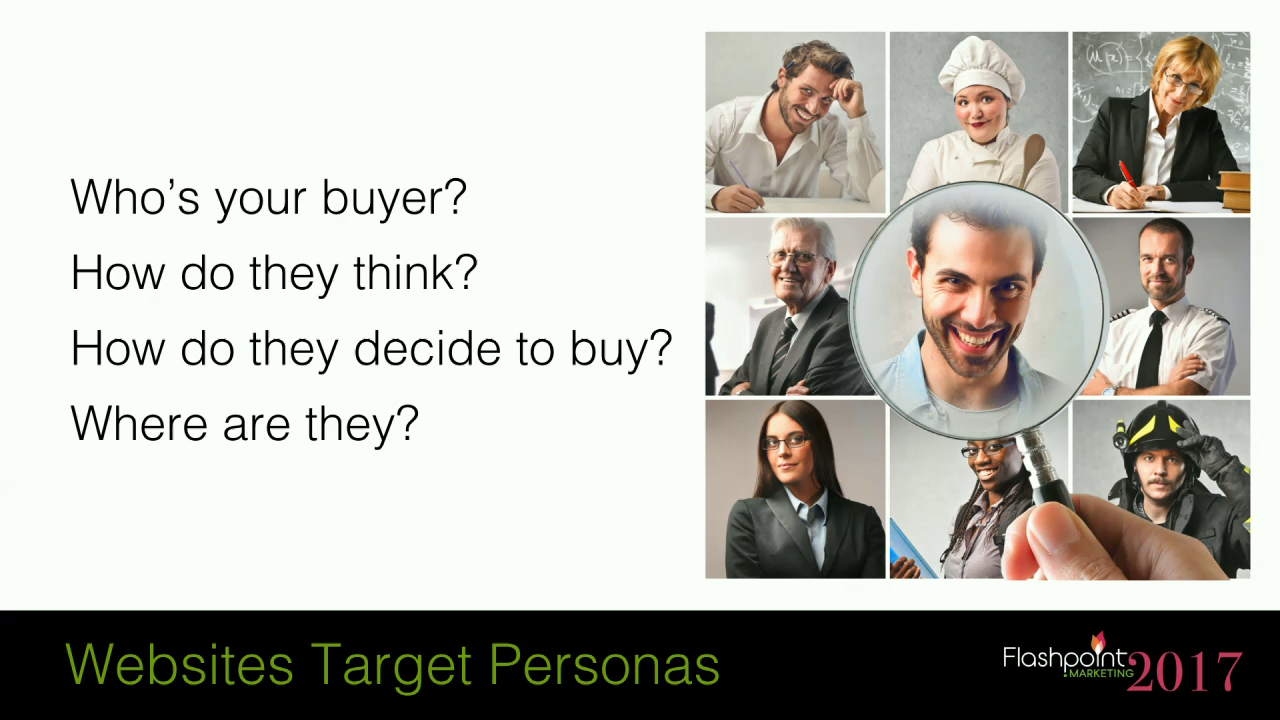 Who's your buyer?
How do they think?
How do they decide to buy?
Where are they?
Websites Target Personas
Flashpoint
MARKETING
2017